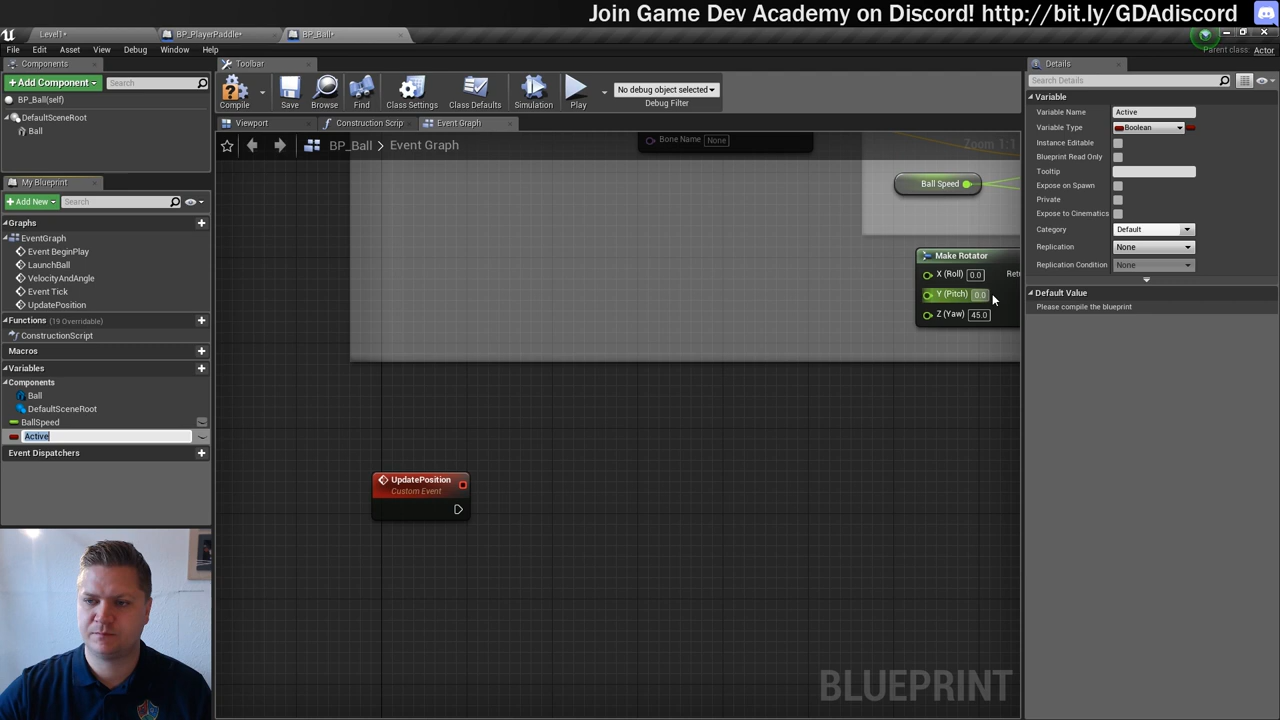 Join Game Dev Academy on Discord! http://bit.ly/GDAdiscord
Level1*
BP_PlayerPaddle*
BP_Ball*
File Edit Asset View Debug Window Help
Parent class: Actor
Components
+Add Component
Search
BP_Ball(self)
DefaultSceneRoot
Ball
My Blueprint
+Add New
Search
Graphs
EventGraph
Event BeginPlay
LaunchBall
VelocityAndAngle
Event Tick
UpdatePosition
Functions (19 Overridable)
ConstructionScript
Macros
Variables
Components
Ball
DefaultSceneRoot
BallSpeed
Active
Event Dispatchers
Toolbar
Compile
Save
Browse
Find
Class Settings
Class Defaults
Simulation
Play
No debug object selected
Debug Filter
Viewport
Construction Scrip
Event Graph
BP_Ball > Event Graph
Zoom 1:1
Bone Name None
Ball Speed
Make Rotator
X (Roll) 0.0 Ret
Y (Pitch) 0.0
Z (Yaw) 45.0
UpdatePosition
Custom Event
BLUEPRINT
Details
Search Details
Variable
Variable Name Active
Variable Type Boolean
Instance Editable
Blueprint Read Only
Tooltip
Expose on Spawn
Private
Expose to Cinematics
Category Default
Replication None
Replication Condition None
Default Value
Please compile the blueprint